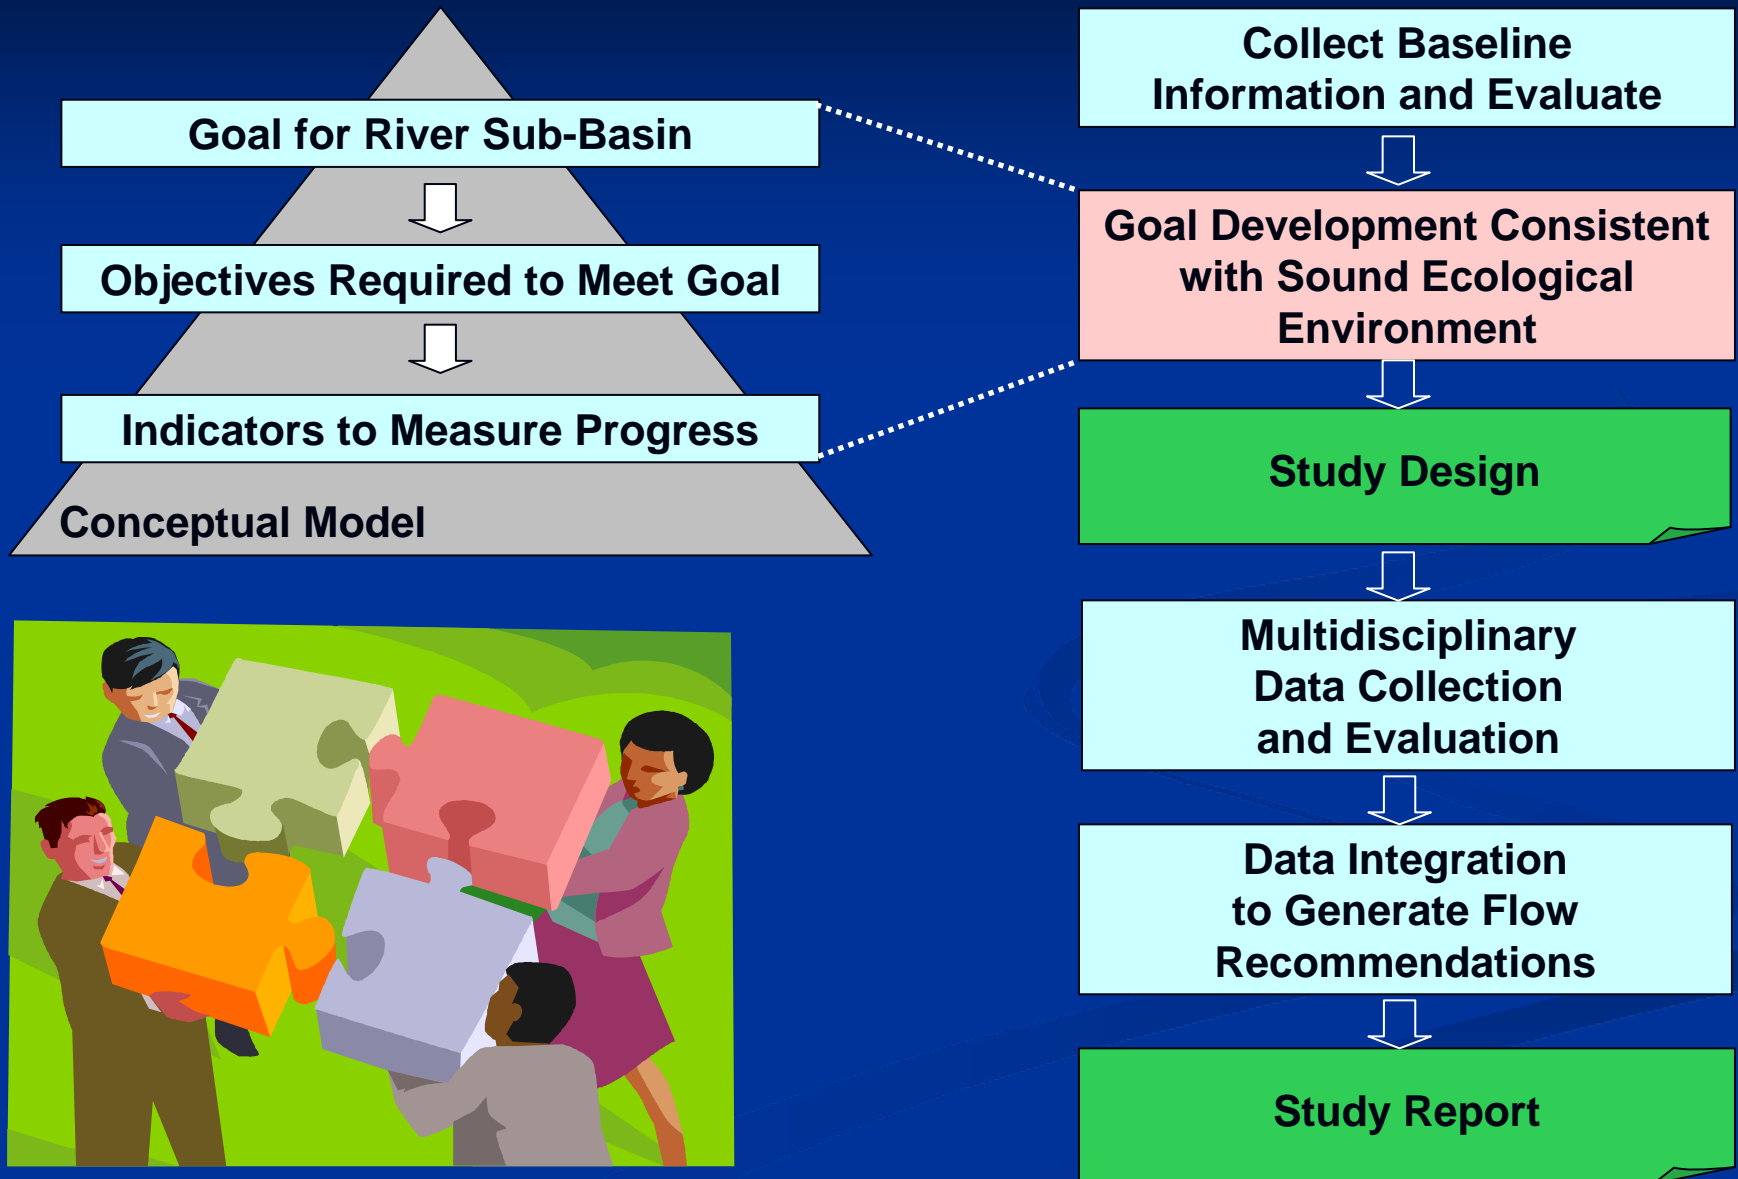 Goal for River Sub-Basin
Objectives Required to Meet Goal
Indicators to Measure Progress
Conceptual Model
Collect Baseline
Information and Evaluate
Goal Development Consistent
with Sound Ecological
Environment
Study Design
Multidisciplinary
Data Collection
and Evaluation
Data Integration
to Generate Flow
Recommendations
Study Report